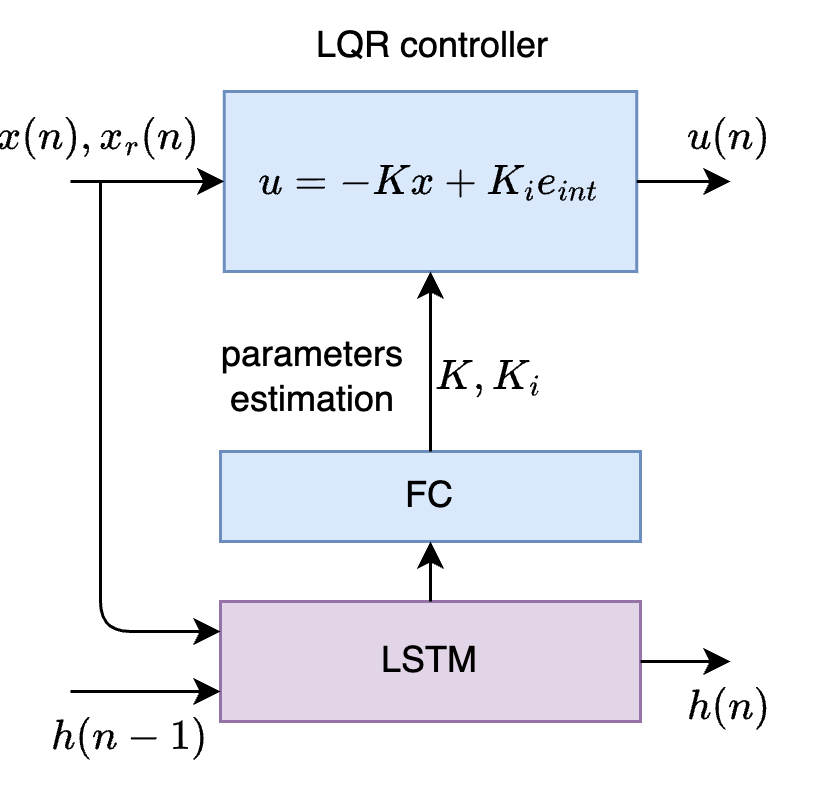 LQR controller
x(n), x_r(n)
u = −Kx + K_i e_{int}
u(n)
parameters
estimation
K, K_i
FC
LSTM
h(n − 1)
h(n)